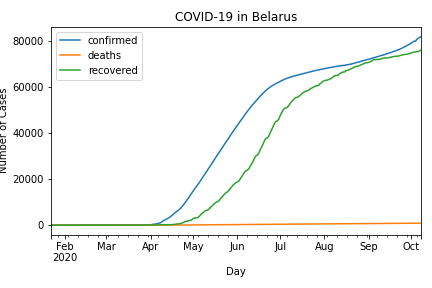 COVID-19 in Belarus
80000
60000
40000
20000
0
Number of Cases
confirmed
deaths
recovered
Feb Mar Apr May Jun Jul Aug Sep Oct
2020
Day